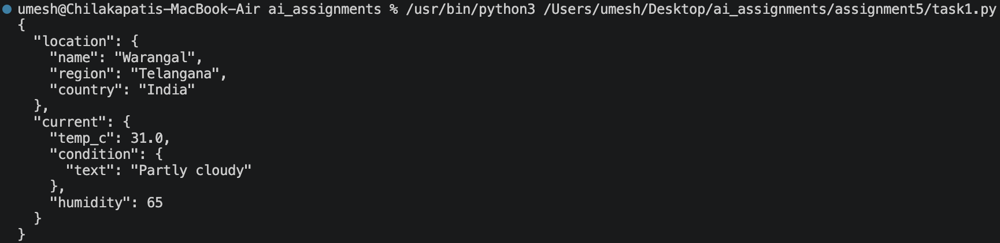 umesh@Chilakapatis-MacBook-Air ai_assignments % /usr/bin/python3 /Users/umesh/Desktop/ai_assignments/assignment5/task1.py
{
  "location": {
    "name": "Warangal",
    "region": "Telangana",
    "country": "India"
  },
  "current": {
    "temp_c": 31.0,
    "condition": {
      "text": "Partly cloudy"
    },
    "humidity": 65
  }
}